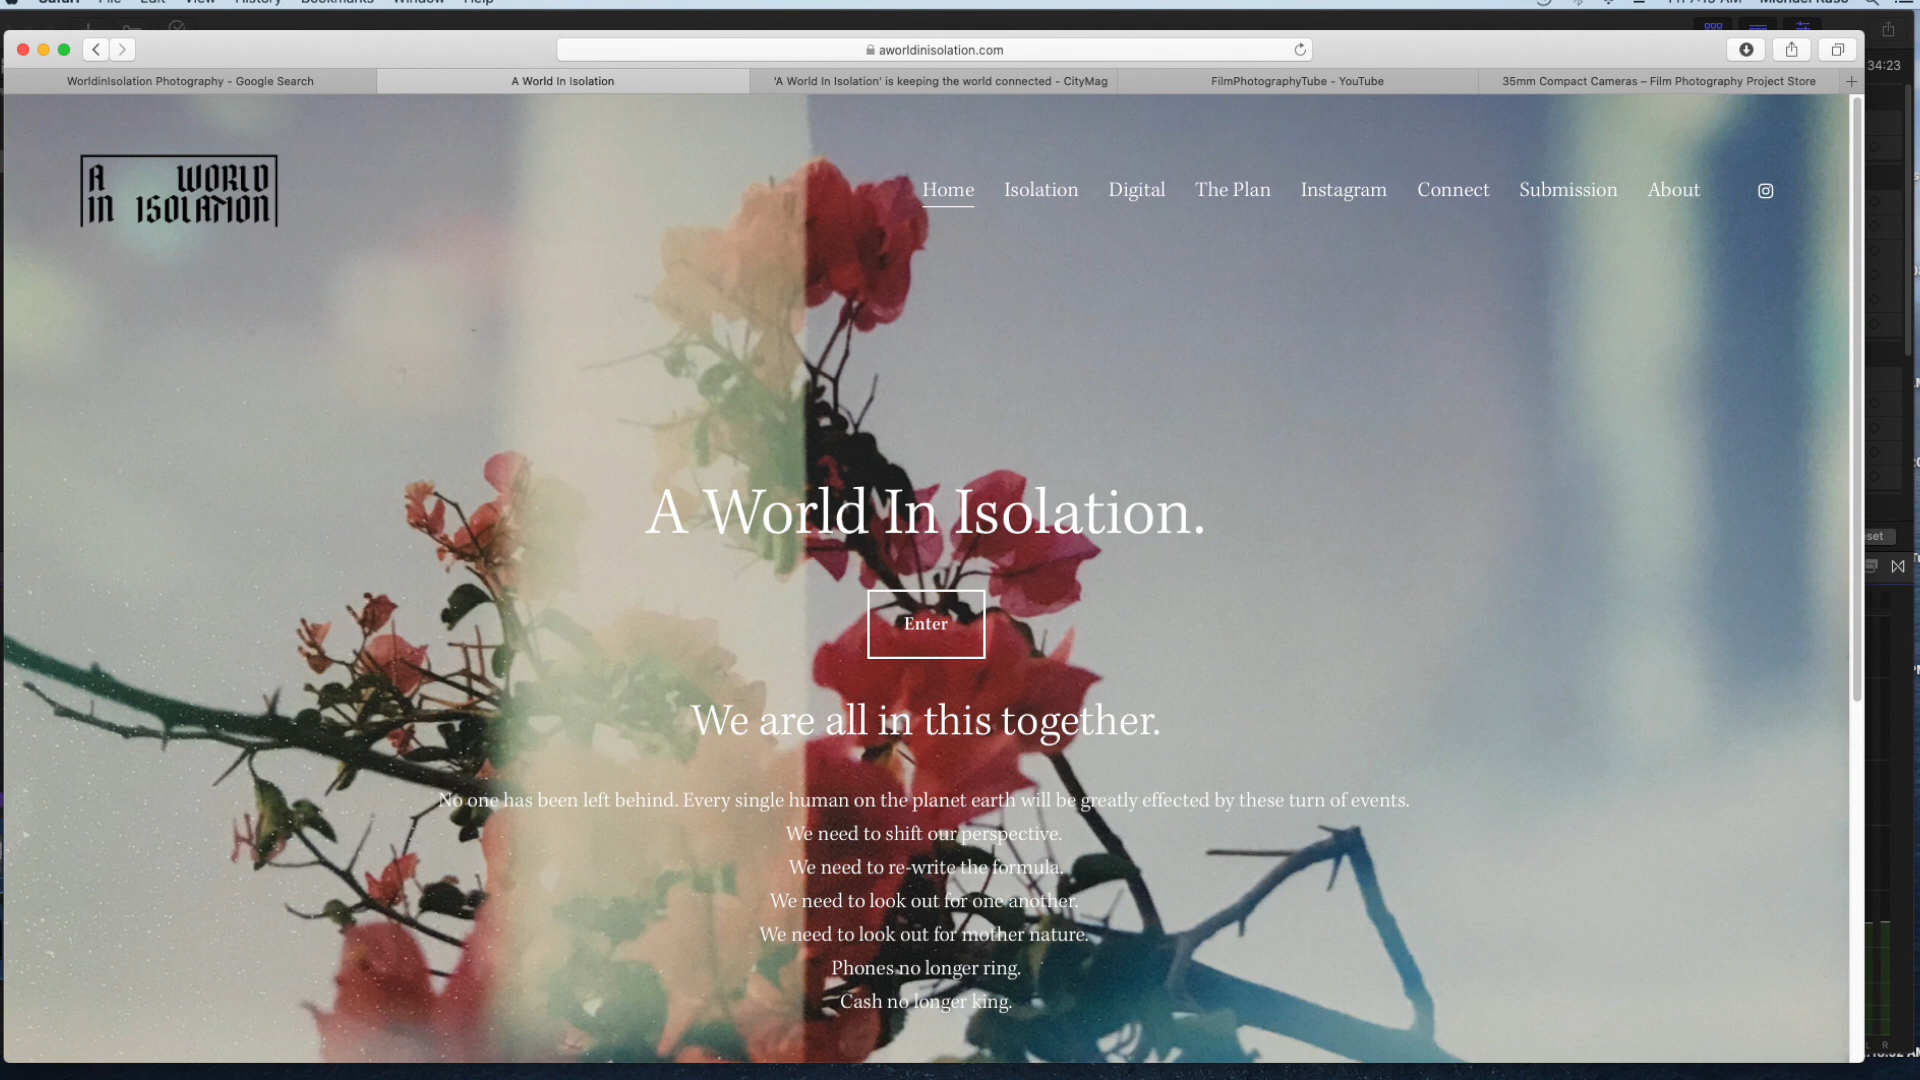 Safari File Edit View History Bookmarks Window Help
aworldinisolation.com
34:23
WorldinIsolation Photography - Google Search
A World In Isolation
'A World In Isolation' is keeping the world connected - CityMag
FilmPhotographyTube - YouTube
35mm Compact Cameras – Film Photography Project Store
A WORLD
IN ISOLATION
Home Isolation Digital The Plan Instagram Connect Submission About
A World In Isolation.
Enter
We are all in this together.
No one has been left behind. Every single human on the planet earth will be greatly effected by these turn of events.
We need to shift our perspective.
We need to re-write the formula.
We need to look out for one another.
We need to look out for mother nature.
Phones no longer ring.
Cash no longer king.